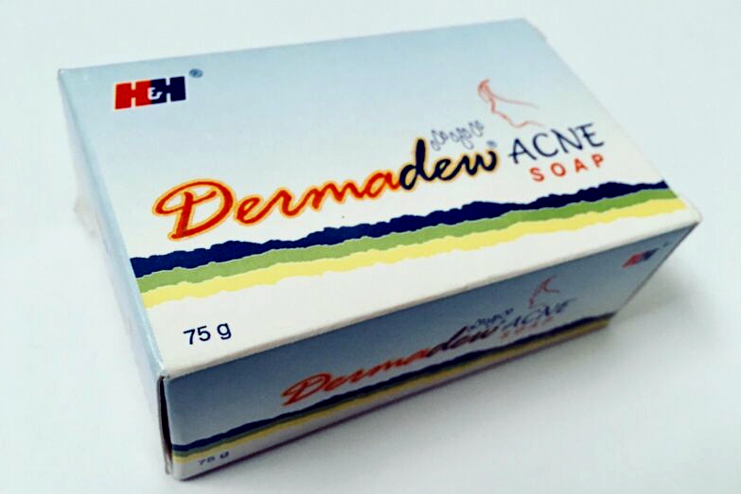 H&H®
Dermadew® ACNE
SOAP
75 g
H&H
Dermadew ACNE
SOAP
75 g